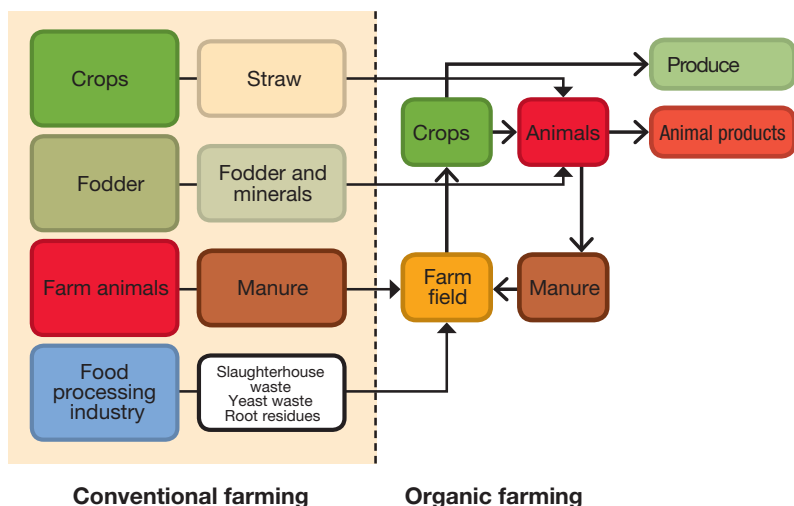 Crops
Straw
Produce
Crops
Animals
Animal products
Fodder
Fodder and
minerals
Farm animals
Manure
Farm
field
Manure
Food
processing
industry
Slaughterhouse
waste
Yeast waste
Root residues
Conventional farming
Organic farming